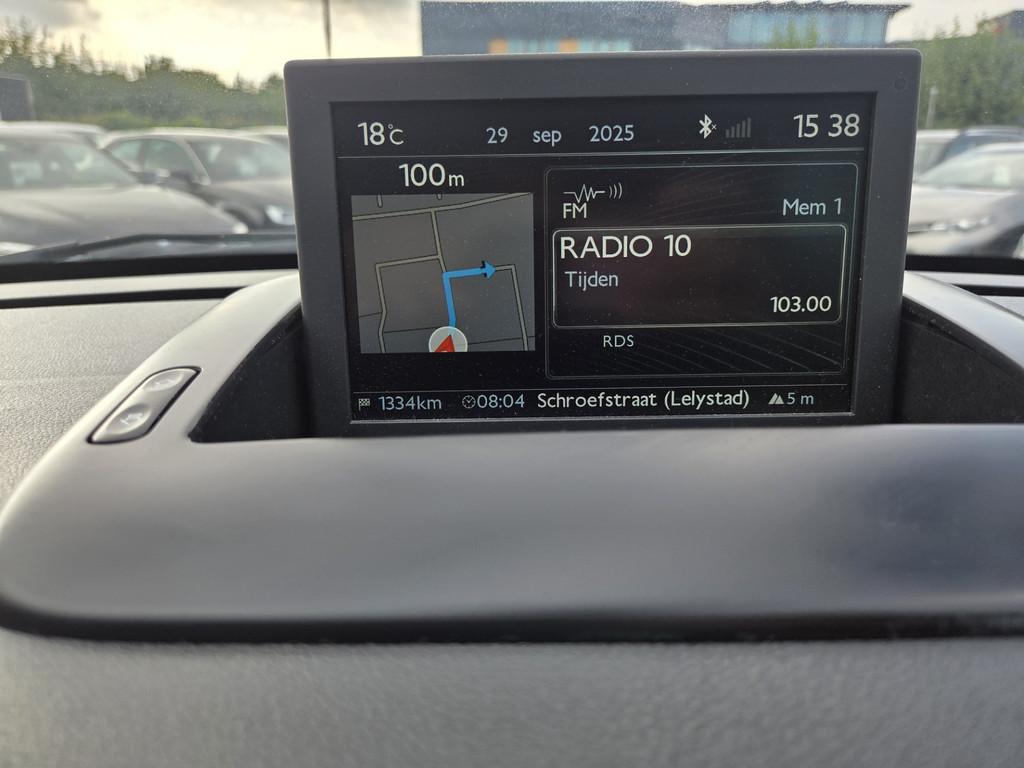 18°C 29 sep 2025 15 38
100m
FM Mem 1
RADIO 10
Tijden
103.00
RDS
1334km 08:04 Schroefstraat (Lelystad) 5 m